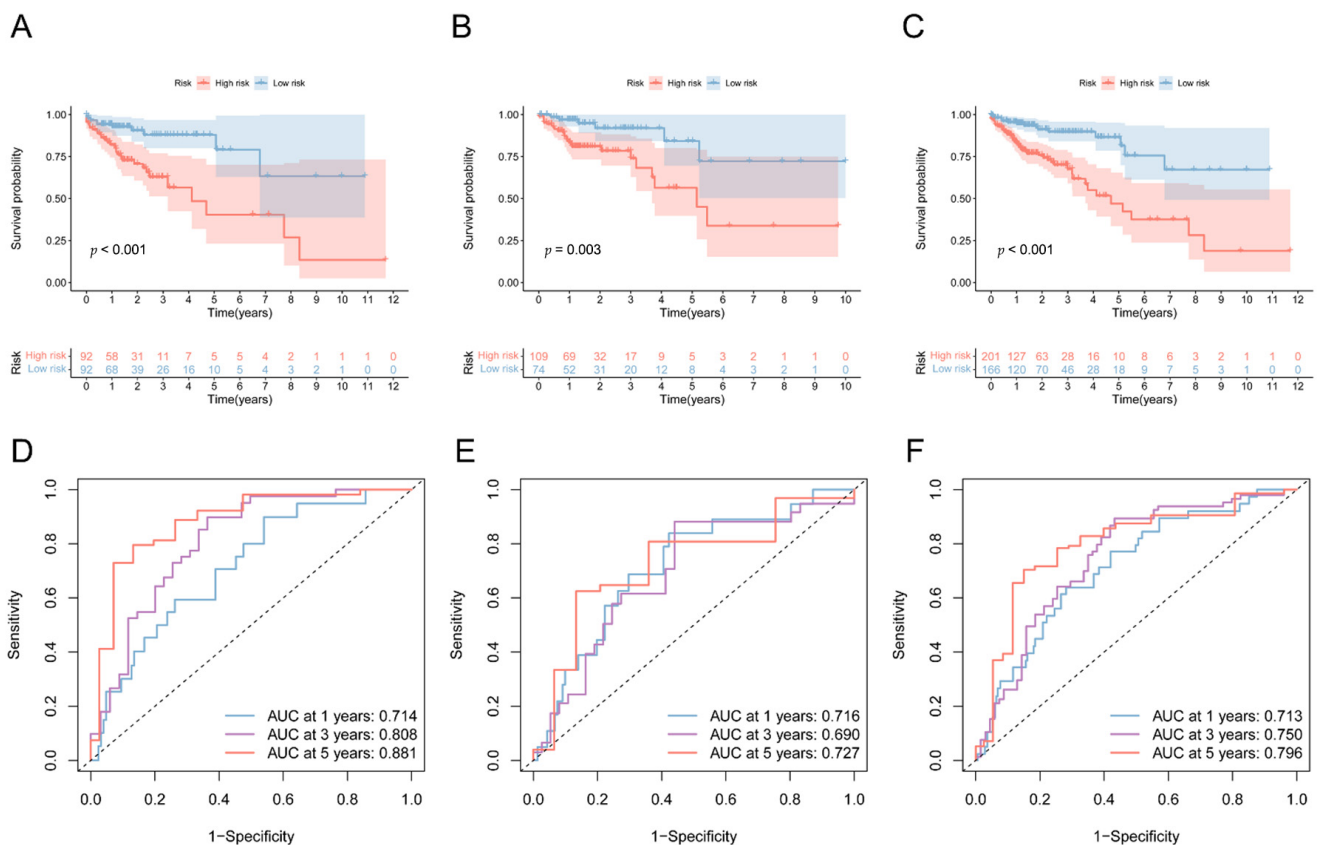 A
B
C
Risk High risk Low risk
Risk High risk Low risk
Risk High risk Low risk
Survival probability
1.00
0.75
0.50
0.25
0.00
p < 0.001
0 1 2 3 4 5 6 7 8 9 10 11 12
Time(years)
Survival probability
1.00
0.75
0.50
0.25
0.00
p = 0.003
0 1 2 3 4 5 6 7 8 9 10
Time(years)
Survival probability
1.00
0.75
0.50
0.25
0.00
p < 0.001
0 1 2 3 4 5 6 7 8 9 10 11 12
Time(years)
Risk
High risk 92 58 31 11 7 5 5 4 2 1 1 1 0
Low risk 92 68 39 26 16 10 5 4 3 2 1 0 0
0 1 2 3 4 5 6 7 8 9 10 11 12
Time(years)
Risk
High risk 109 69 32 17 9 5 3 2 1 1 0
Low risk 74 52 31 20 12 8 4 3 2 1 0
0 1 2 3 4 5 6 7 8 9 10
Time(years)
Risk
High risk 201 127 63 28 16 10 8 6 3 2 1 1 0
Low risk 166 120 70 46 28 18 9 7 5 3 1 0 0
0 1 2 3 4 5 6 7 8 9 10 11 12
Time(years)
D
E
F
Sensitivity
1.0
0.8
0.6
0.4
0.2
0.0
AUC at 1 years: 0.714
AUC at 3 years: 0.808
AUC at 5 years: 0.881
0.0 0.2 0.4 0.6 0.8 1.0
1−Specificity
Sensitivity
1.0
0.8
0.6
0.4
0.2
0.0
AUC at 1 years: 0.716
AUC at 3 years: 0.690
AUC at 5 years: 0.727
0.0 0.2 0.4 0.6 0.8 1.0
1−Specificity
Sensitivity
1.0
0.8
0.6
0.4
0.2
0.0
AUC at 1 years: 0.713
AUC at 3 years: 0.750
AUC at 5 years: 0.796
0.0 0.2 0.4 0.6 0.8 1.0
1−Specificity